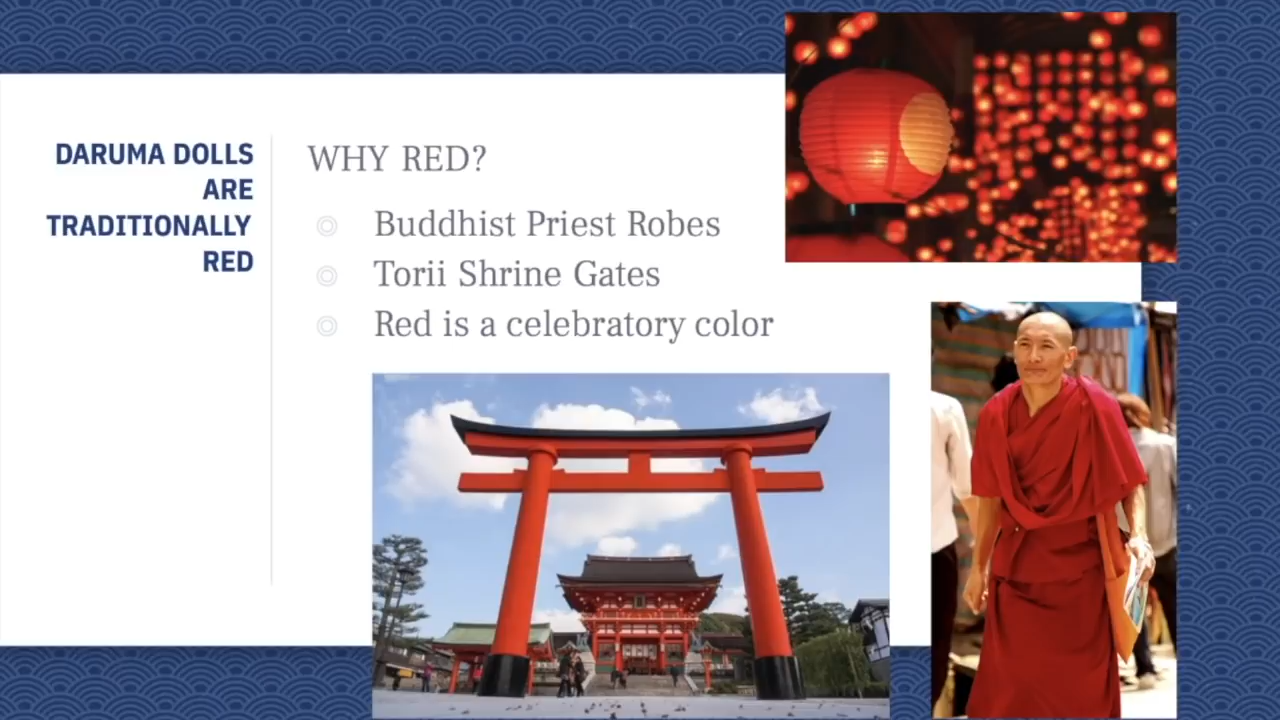 DARUMA DOLLS
ARE
TRADITIONALLY
RED
WHY RED?
Buddhist Priest Robes
Torii Shrine Gates
Red is a celebratory color